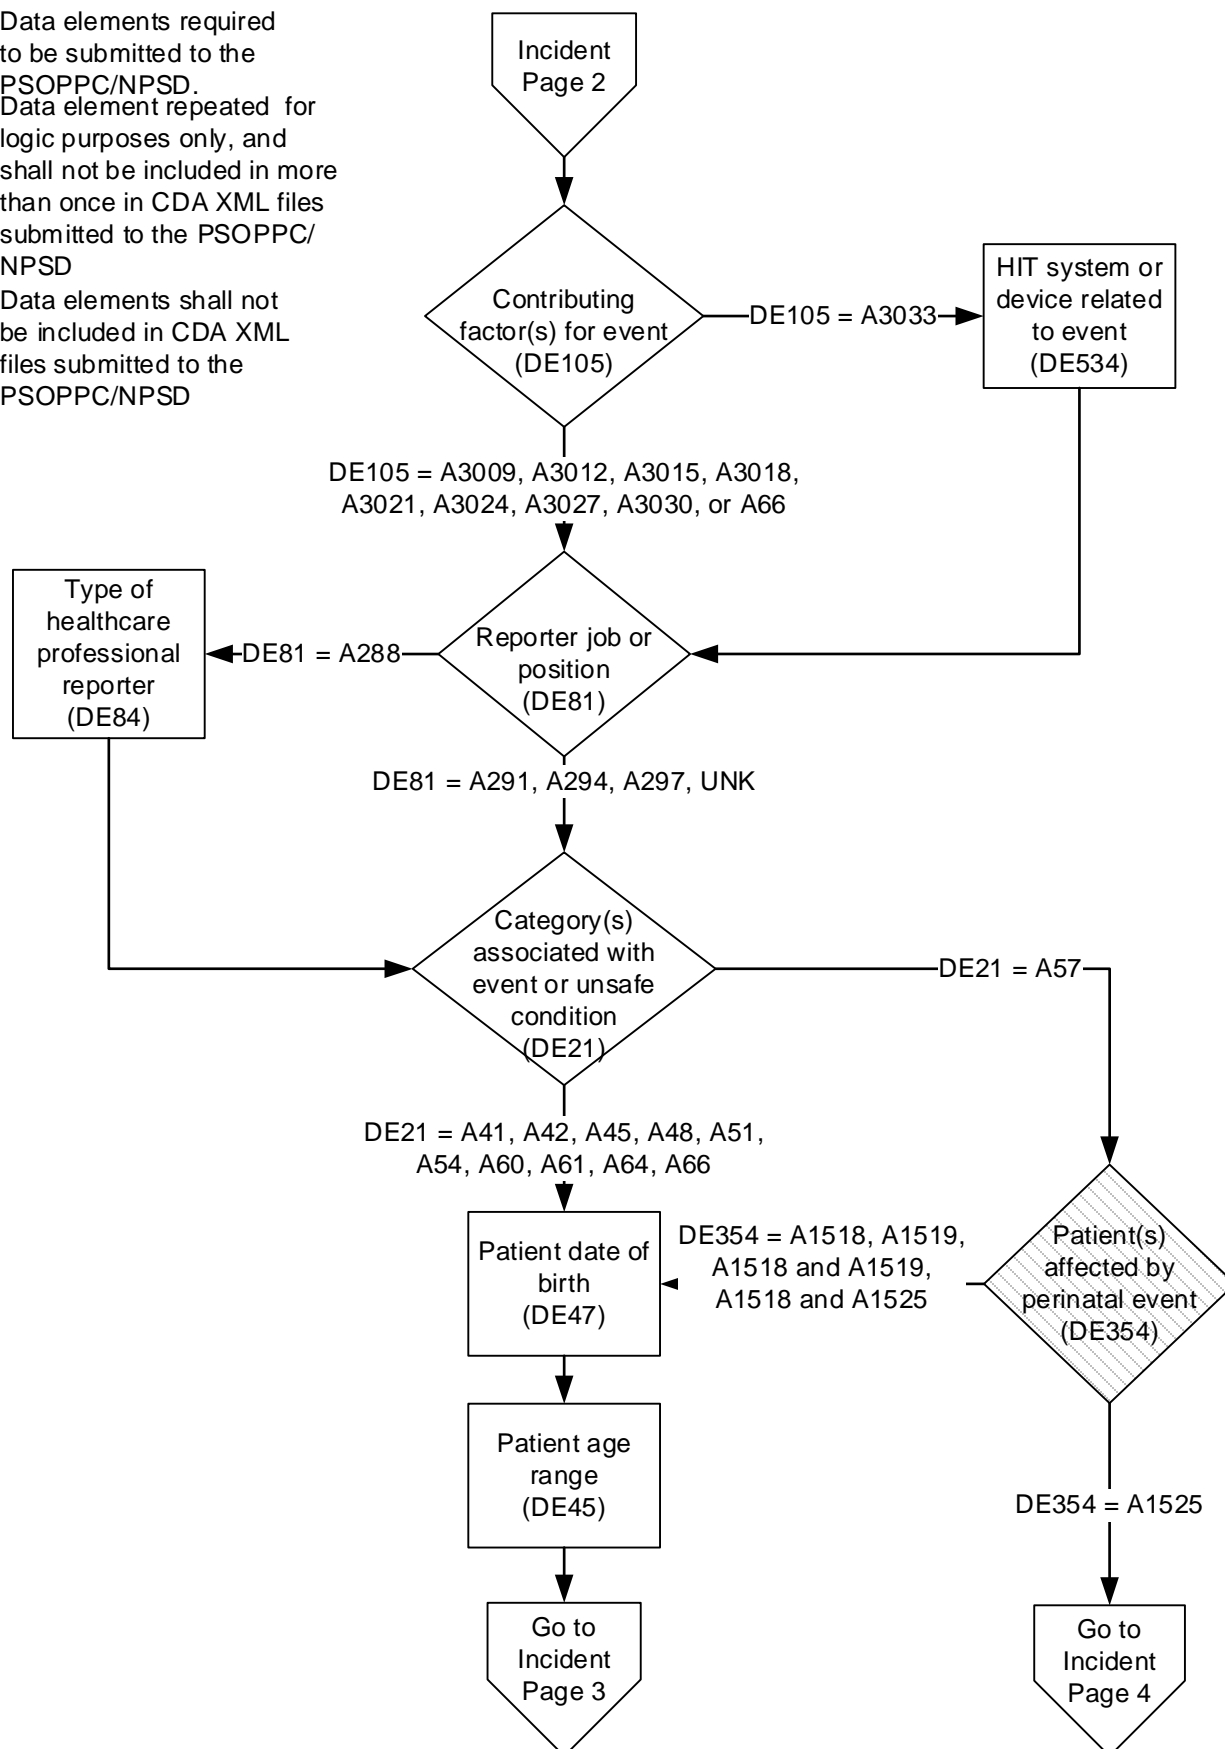 Data elements required
to be submitted to the
PSOPPC/NPSD.
Data element repeated for
logic purposes only, and
shall not be included in more
than once in CDA XML files
submitted to the PSOPPC/
NPSD
Data elements shall not
be included in CDA XML
files submitted to the
PSOPPC/NPSD
Incident
Page 2
Contributing
factor(s) for event
(DE105)
DE105 = A3033
HIT system or
device related
to event
(DE534)
DE105 = A3009, A3012, A3015, A3018,
A3021, A3024, A3027, A3030, or A66
Type of
healthcare
professional
reporter
(DE84)
DE81 = A288
Reporter job or
position
(DE81)
DE81 = A291, A294, A297, UNK
Category(s)
associated with
event or unsafe
condition
(DE21)
DE21 = A57
DE21 = A41, A42, A45, A48, A51,
A54, A60, A61, A64, A66
Patient date of
birth
(DE47)
DE354 = A1518, A1519,
A1518 and A1519,
A1518 and A1525
Patient(s)
affected by
perinatal event
(DE354)
Patient age
range
(DE45)
DE354 = A1525
Go to
Incident
Page 3
Go to
Incident
Page 4